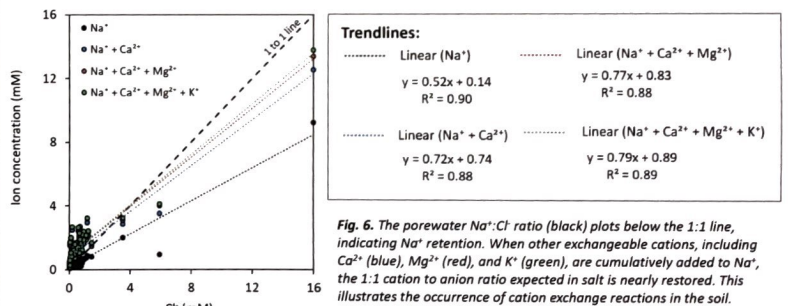 Ion concentration (mM)
16
12
8
4
0
Na⁺
Na⁺ + Ca²⁺
Na⁺ + Ca²⁺ + Mg²⁺
Na⁺ + Ca²⁺ + Mg²⁺ + K⁺
1 to 1 line
0
4
8
12
16
Trendlines:
Linear (Na⁺)
y = 0.52x + 0.14
R² = 0.90
Linear (Na⁺ + Ca²⁺ + Mg²⁺)
y = 0.77x + 0.83
R² = 0.88
Linear (Na⁺ + Ca²⁺)
y = 0.72x + 0.74
R² = 0.88
Linear (Na⁺ + Ca²⁺ + Mg²⁺ + K⁺)
y = 0.79x + 0.89
R² = 0.89
Fig. 6. The porewater Na⁺:Cl⁻ ratio (black) plots below the 1:1 line,
indicating Na⁺ retention. When other exchangeable cations, including
Ca²⁺ (blue), Mg²⁺ (red), and K⁺ (green), are cumulatively added to Na⁺,
the 1:1 cation to anion ratio expected in salt is nearly restored. This
illustrates the occurrence of cation exchange reactions in the soil.